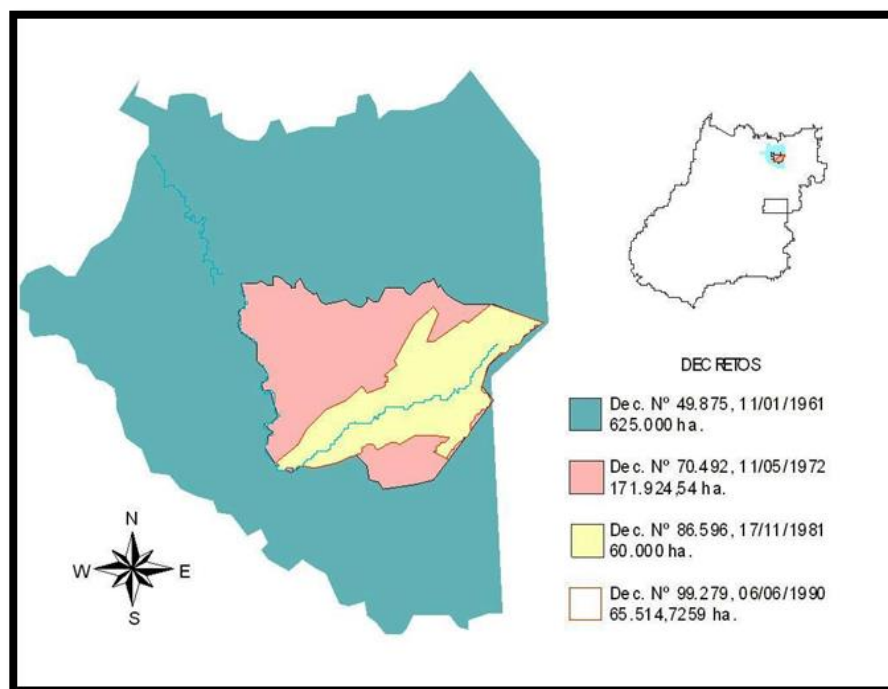 DECRETOS
Dec. Nº 49.875, 11/01/1961
625.000 ha.
Dec. Nº 70.492, 11/05/1972
171.924,54 ha.
Dec. Nº 86.596, 17/11/1981
60.000 ha.
Dec. Nº 99.279, 06/06/1990
65.514,7259 ha.
N
W E
S